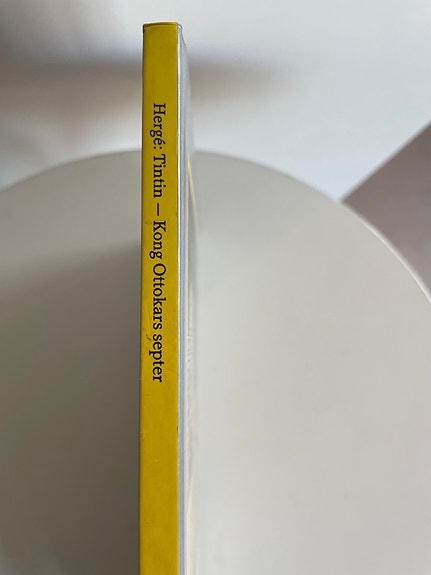 Hergé: Tintin — Kong Ottokars septer